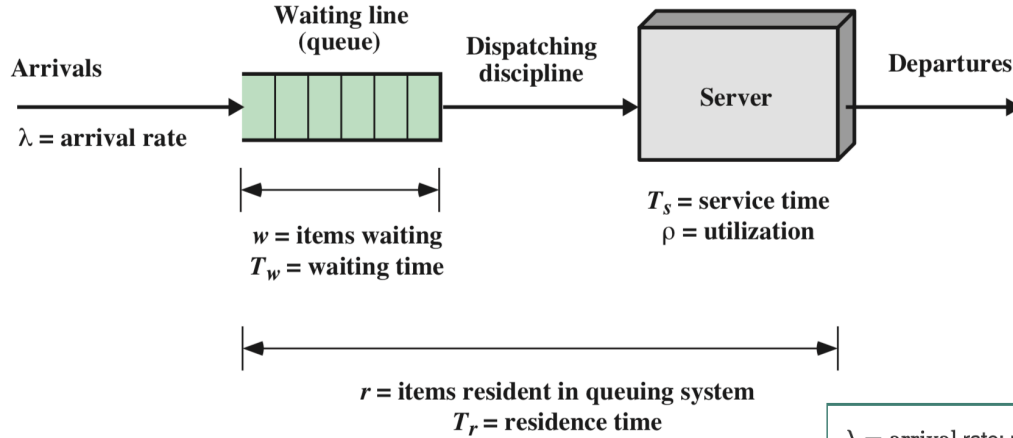 Waiting line
(queue)
Dispatching
discipline
Arrivals
Departures
Server
λ = arrival rate
T_s = service time
ρ = utilization
w = items waiting
T_w = waiting time
r = items resident in queuing system
T_r = residence time